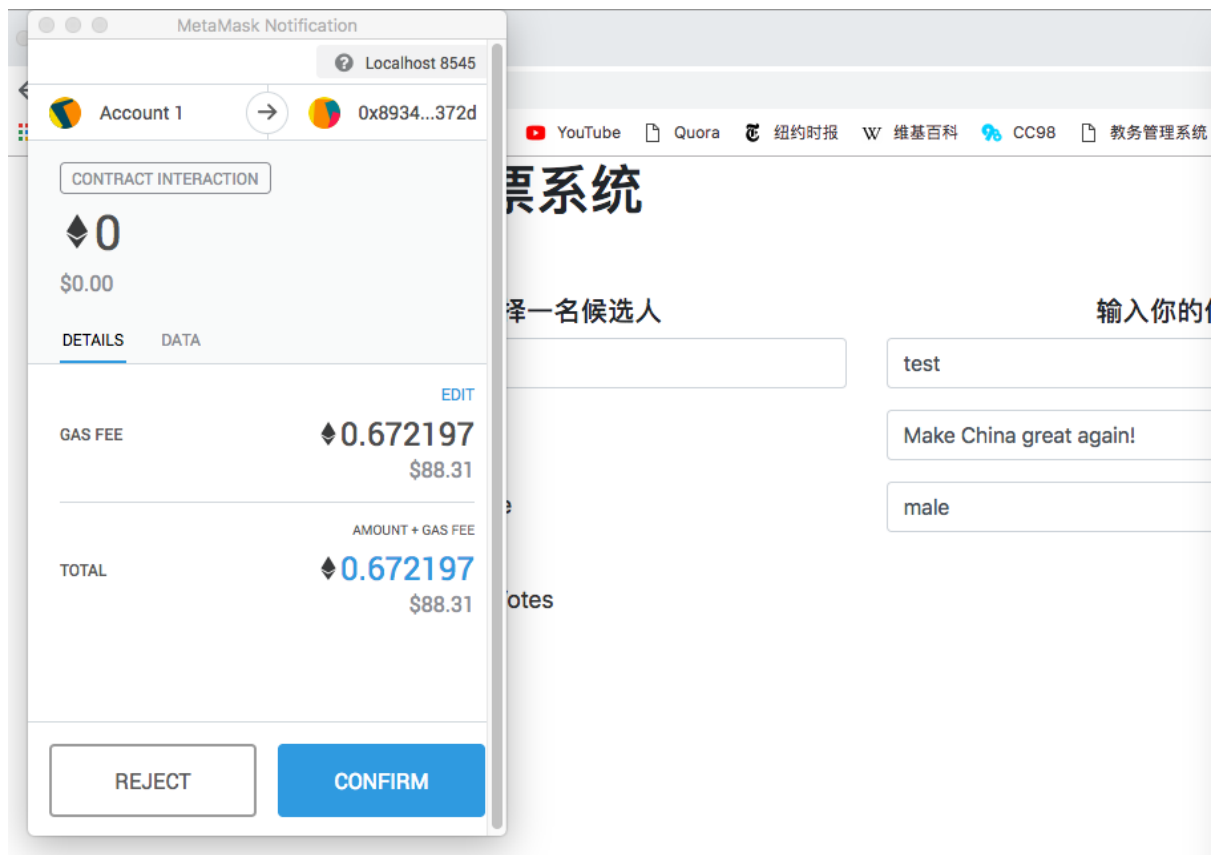 MetaMask Notification
Localhost 8545
Account 1
0x8934...372d
CONTRACT INTERACTION
0
$0.00
DETAILS
DATA
EDIT
GAS FEE
0.672197
$88.31
AMOUNT + GAS FEE
TOTAL
0.672197
$88.31
REJECT
CONFIRM
YouTube
Quora
纽约时报
W
维基百科
CC98
教务管理系统
票系统
择一名候选人
输入你的
test
Make China great again!
male
otes